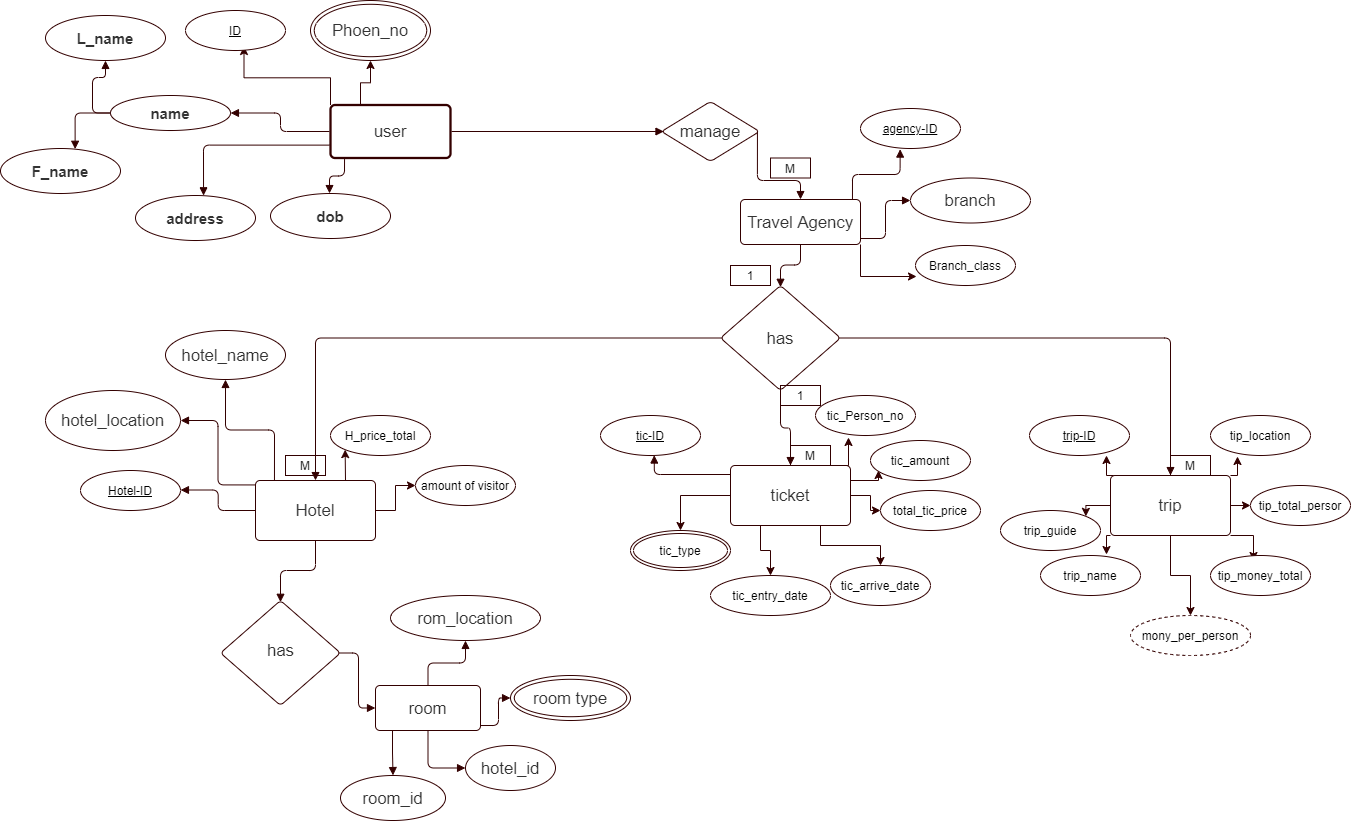 L_name
ID
Phoen_no
name
user
manage
agency-ID
F_name
M
address
dob
Travel Agency
branch
1
Branch_class
has
hotel_name
hotel_location
H_price_total
1
tic_Person_no
tic-ID
trip-ID
tip_location
M
M
M
Hotel-ID
amount of visitor
tic_amount
Hotel
ticket
total_tic_price
trip
tip_total_persor
trip_guide
tic_type
trip_name
tip_money_total
tic_entry_date
tic_arrive_date
rom_location
mony_per_person
has
room type
room
hotel_id
room_id